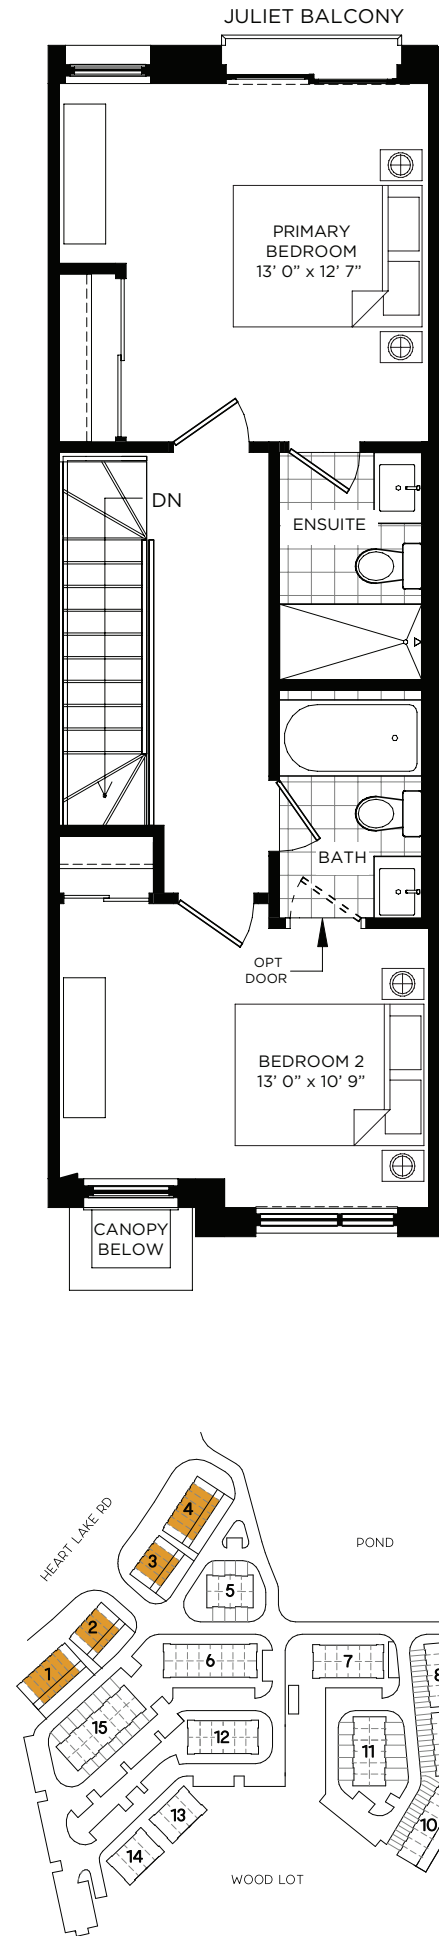 JULIET BALCONY
PRIMARY
BEDROOM
13’ 0” x 12’ 7”
DN
ENSUITE
BATH
OPT
DOOR
BEDROOM 2
13’ 0” x 10’ 9”
CANOPY
BELOW
HEART LAKE RD
POND
4
3
5
2
1
6
7
8
15
12
11
13
10
14
WOOD LOT